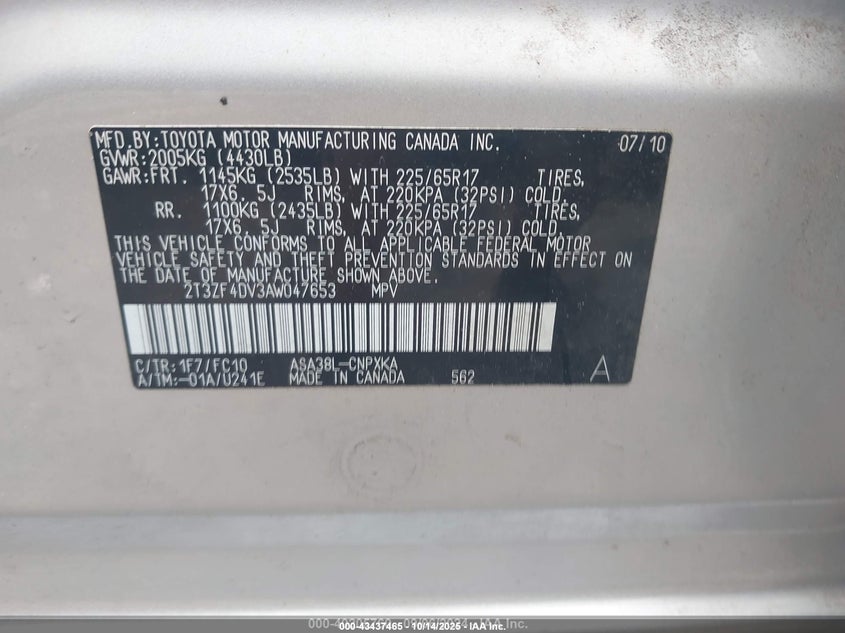 MFD.BY:TOYOTA MOTOR MANUFACTURING CANADA INC. 07/10
GVWR:2005KG (4430LB)
GAWR:FRT. 1145KG (2535LB) WITH 225/65R17 TIRES,
17X6. 5J RIMS, AT 220KPA (32PSI) COLD.
RR. 1100KG (2435LB) WITH 225/65R17 TIRES,
17X6. 5J RIMS, AT 220KPA (32PSI) COLD.
THIS VEHICLE CONFORMS TO ALL APPLICABLE FEDERAL MOTOR
VEHICLE SAFETY AND THEFT PREVENTION STANDARDS IN EFFECT ON
THE DATE OF MANUFACTURE SHOWN ABOVE.
2T3ZF4DV3AW047653 MPV
C/TR:1F7/FC10 ASA38L-CNPXKA
A/TM:-01A/U241E MADE IN CANADA 562 A
000-43437465 10/14/2025 IAA Inc.